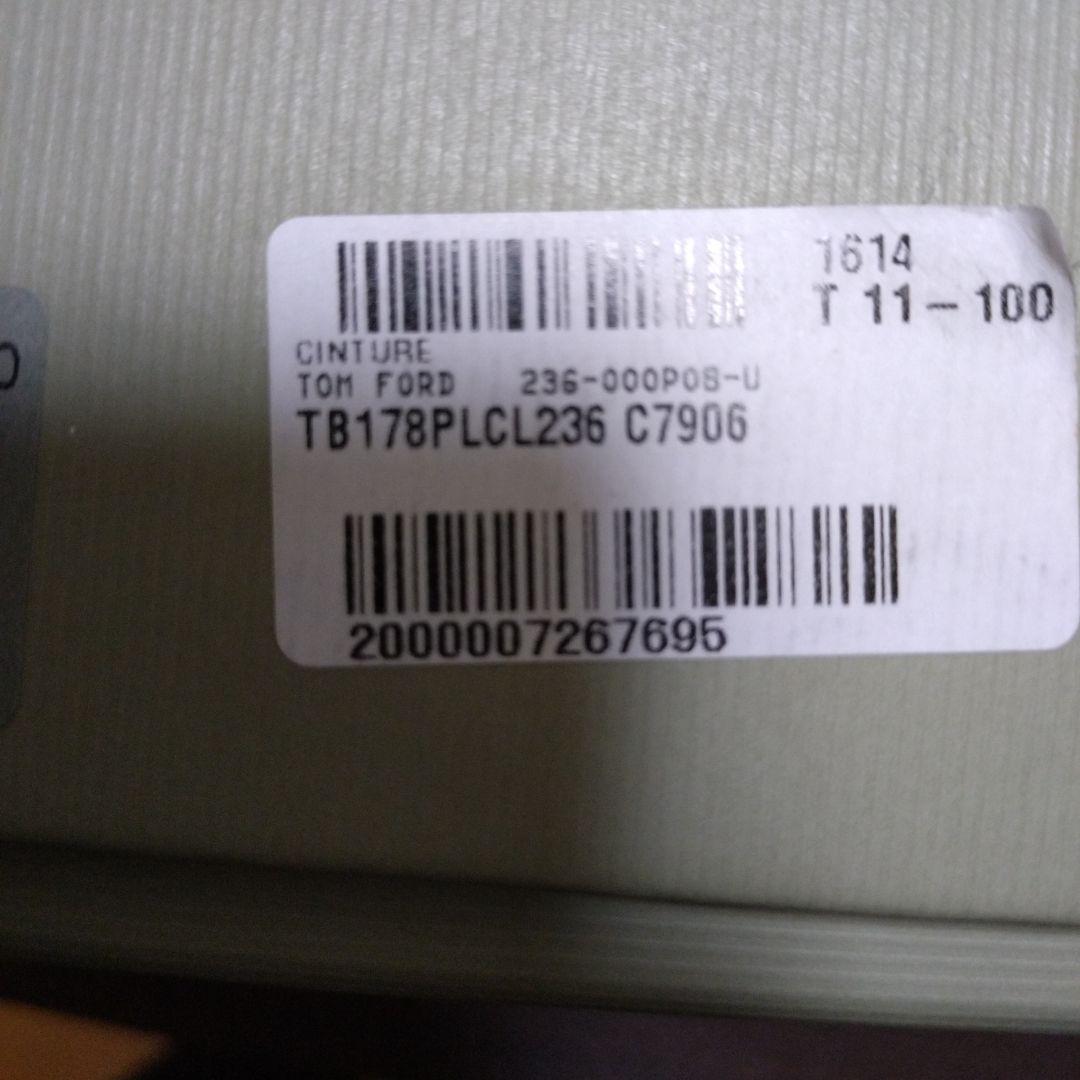 1614
T 11-100
CINTURE
TOM FORD 236-000P08-U
TB178PLCL236 C7906
2000007267695